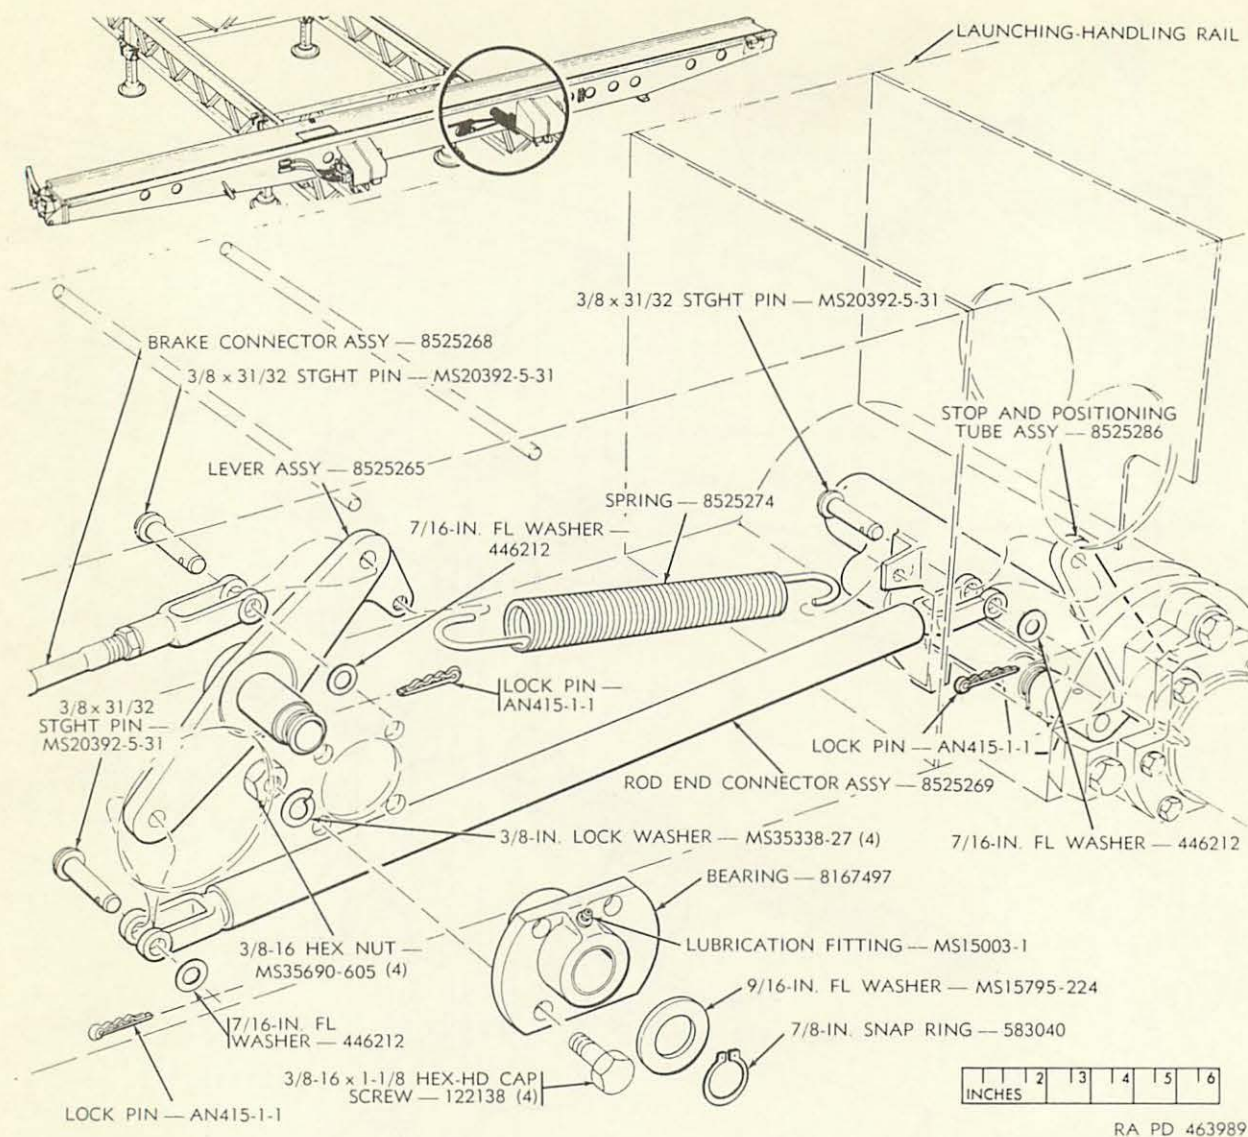 LAUNCHING-HANDLING RAIL
3/8 x 31/32 STGHT PIN — MS20392-5-31
BRAKE CONNECTOR ASSY — 8525268
3/8 x 31/32 STGHT PIN — MS20392-5-31
STOP AND POSITIONING
TUBE ASSY — 8525286
LEVER ASSY — 8525265
SPRING — 8525274
7/16-IN. FL WASHER
446212
LOCK PIN —
AN415-1-1
3/8 x 31/32
STGHT PIN —
MS20392-5-31
LOCK PIN — AN415-1-1
ROD END CONNECTOR ASSY — 8525269
3/8-IN. LOCK WASHER — MS35338-27 (4)
7/16-IN. FL WASHER — 446212
BEARING — 8167497
3/8-16 HEX NUT —
MS35690-605 (4)
LUBRICATION FITTING — MS15003-1
9/16-IN. FL WASHER — MS15795-224
7/16-IN. FL
WASHER — 446212
7/8-IN. SNAP RING — 583040
3/8-16 x 1-1/8 HEX-HD CAP
SCREW — 122138 (4)
LOCK PIN — AN415-1-1
INCHES 2 3 4 5 6
RA PD 463989